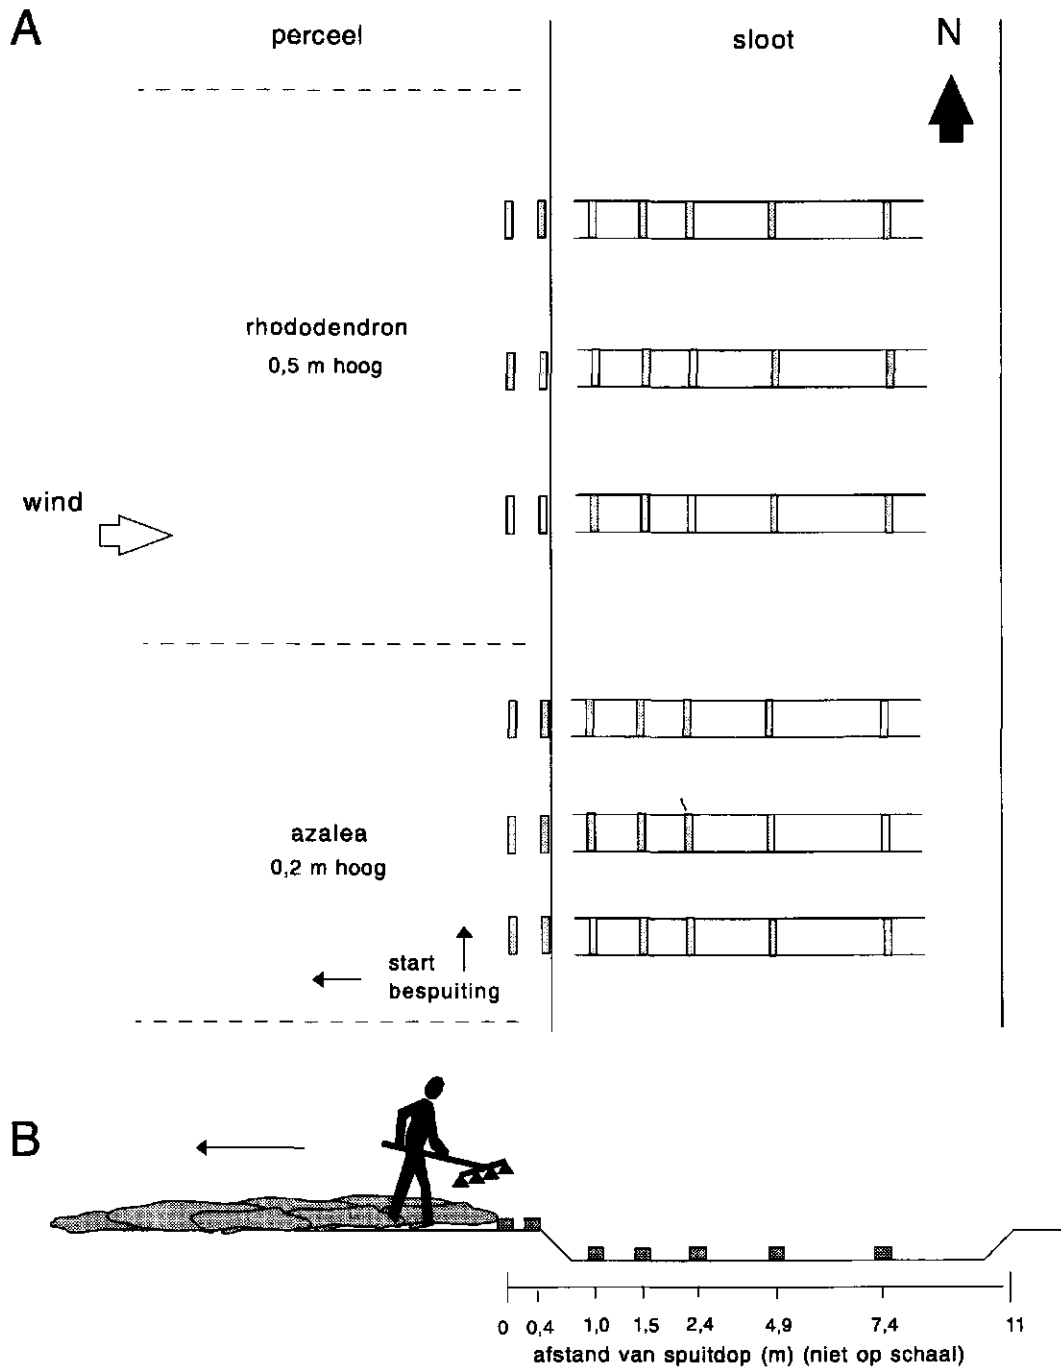 A
perceel
sloot
N
rhododendron
0,5 m hoog
wind
azalea
0,2 m hoog
start
bespuiting
B
0 0,4 1,0 1,5 2,4 4,9 7,4 11
afstand van spuitdop (m) (niet op schaal)